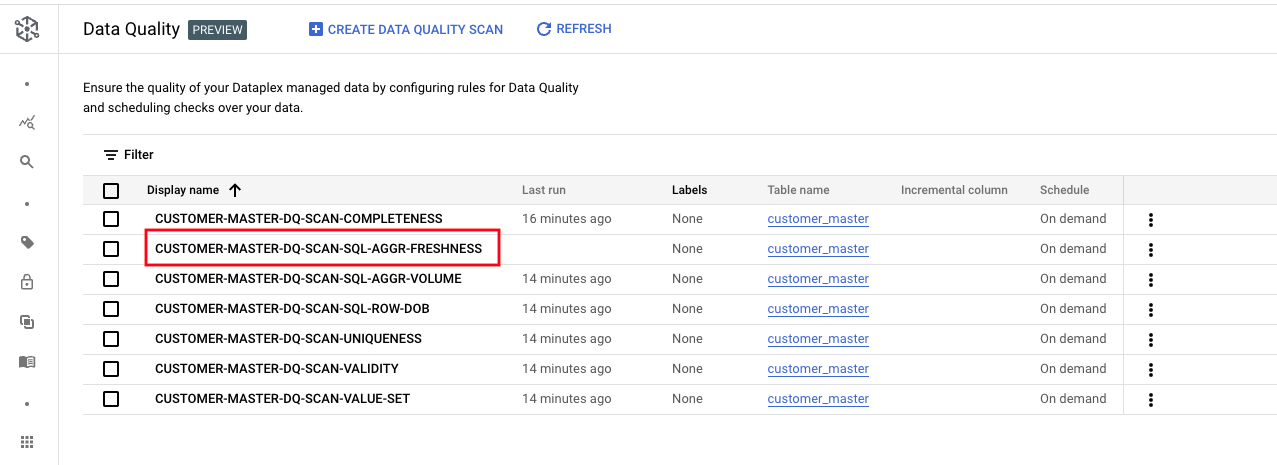 Data Quality PREVIEW CREATE DATA QUALITY SCAN REFRESH
Ensure the quality of your Dataplex managed data by configuring rules for Data Quality
and scheduling checks over your data.
Filter
Display name Last run Labels Table name Incremental column Schedule
CUSTOMER-MASTER-DQ-SCAN-COMPLETENESS 16 minutes ago None customer_master On demand
CUSTOMER-MASTER-DQ-SCAN-SQL-AGGR-FRESHNESS None customer_master On demand
CUSTOMER-MASTER-DQ-SCAN-SQL-AGGR-VOLUME 14 minutes ago None customer_master On demand
CUSTOMER-MASTER-DQ-SCAN-SQL-ROW-DOB 14 minutes ago None customer_master On demand
CUSTOMER-MASTER-DQ-SCAN-UNIQUENESS 14 minutes ago None customer_master On demand
CUSTOMER-MASTER-DQ-SCAN-VALIDITY 14 minutes ago None customer_master On demand
CUSTOMER-MASTER-DQ-SCAN-VALUE-SET 14 minutes ago None customer_master On demand